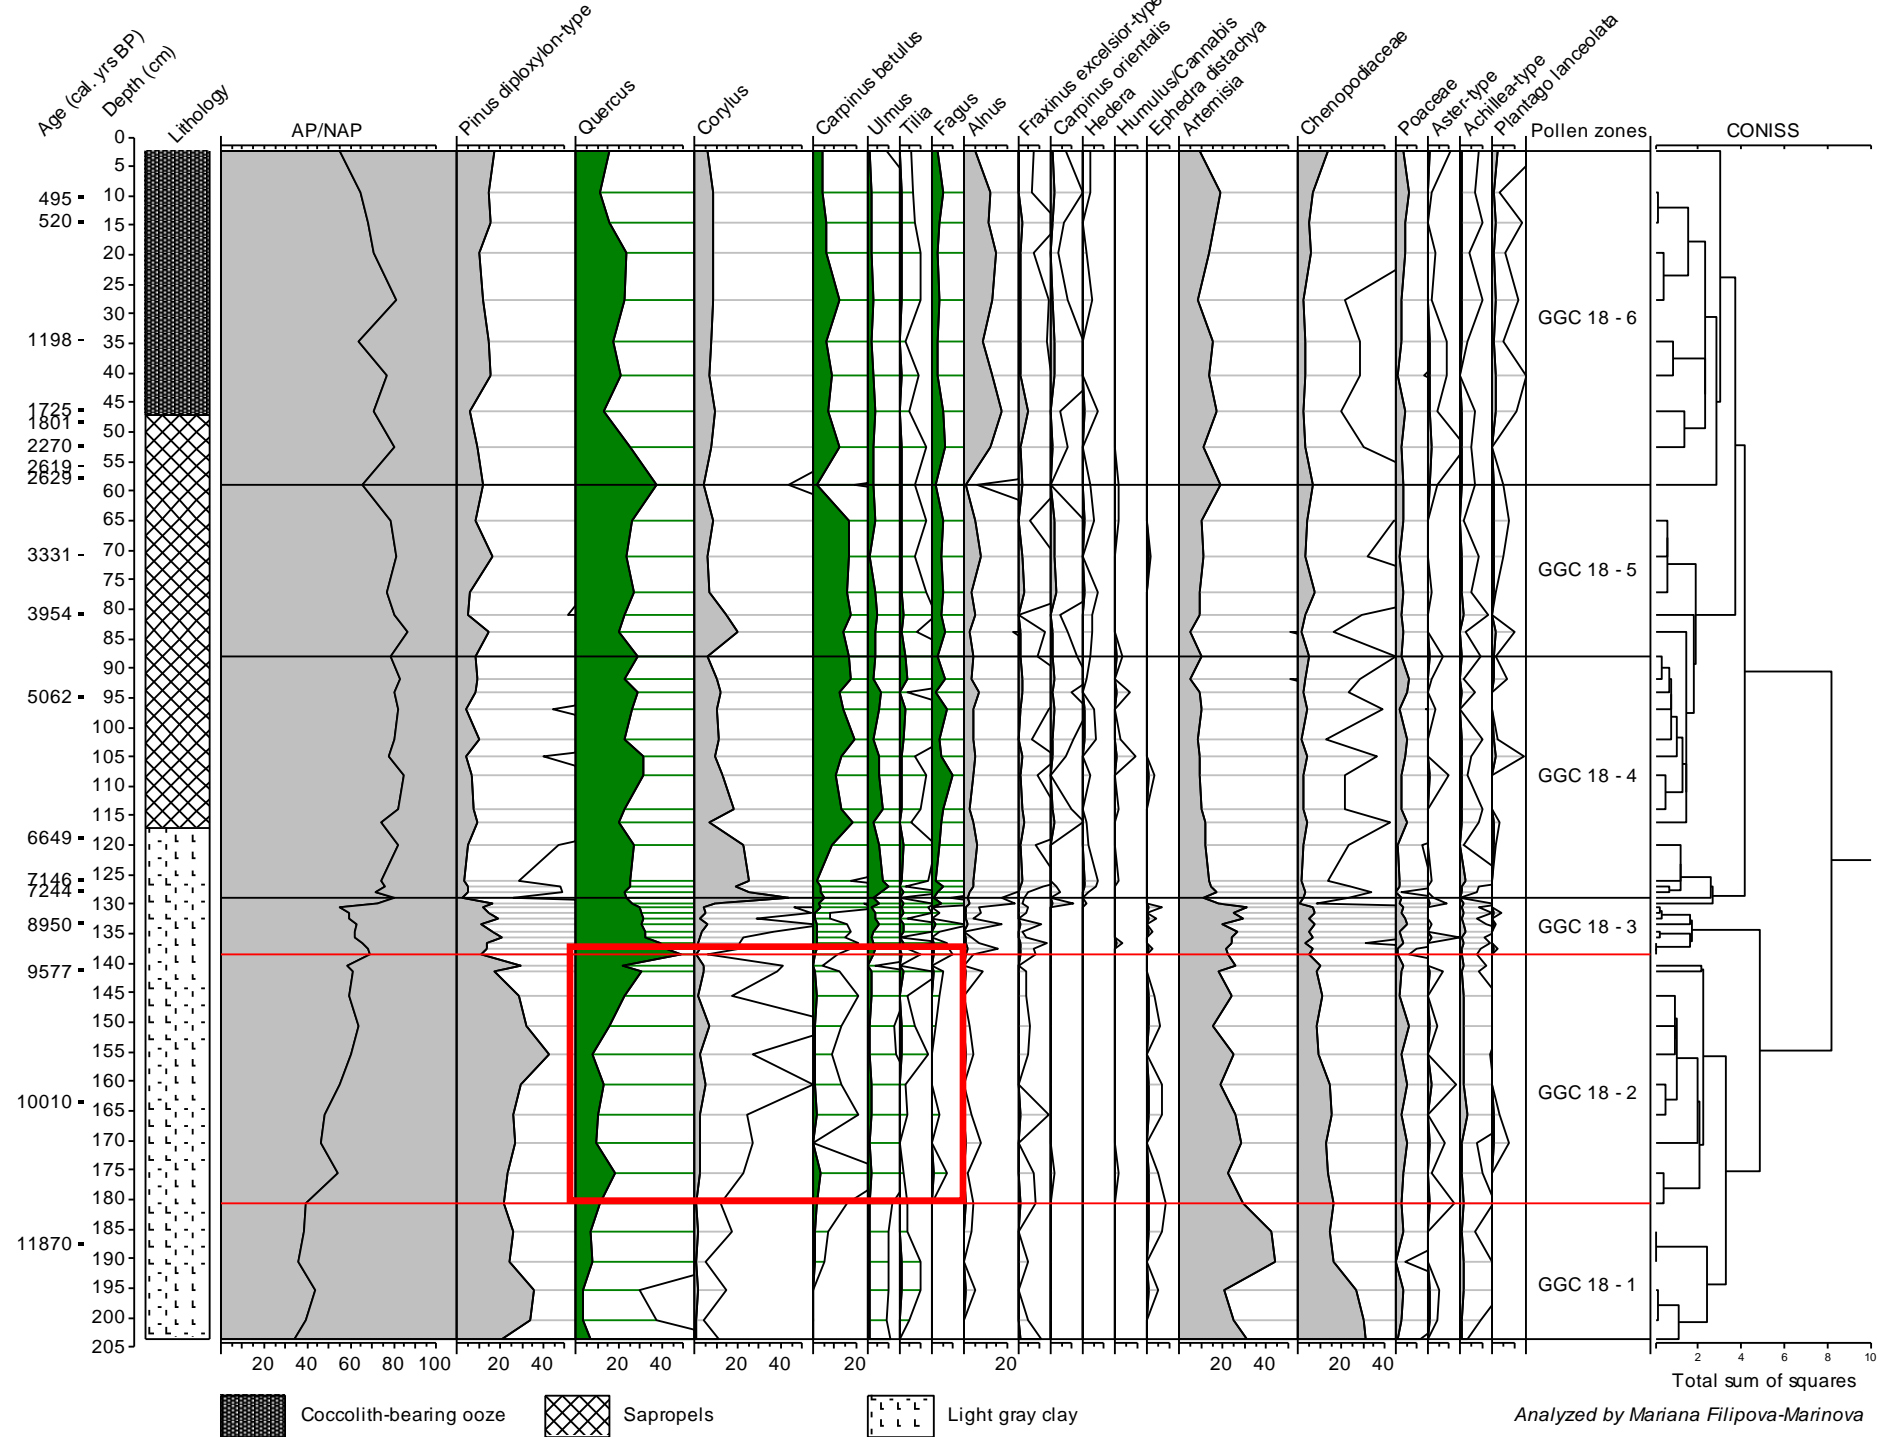 Age (cal. yrs BP)
Depth (cm)
Lithology
AP/NAP
Pinus diploxylon-type
Quercus
Corylus
Carpinus betulus
Ulmus
Tilia
Fagus
Alnus
Fraxinus excelsior-type
Carpinus orientalis
Hedera
Humulus/Cannabis
Ephedra distachya
Artemisia
Chenopodiaceae
Poaceae
Aster-type
Achillea-type
Plantago lanceolata
Pollen zones
CONISS
0
5
495 10
520 15
20
25
30
1198 35
40
1725 45
1801
2270 50
2619 55
2629 60
65
3331 70
75
3954 80
85
90
5062 95
100
105
110
115
6649 120
7146 125
7244
130
8950 135
140
9577
145
150
155
160
10010 165
170
175
180
185
11870 190
195
200
205
GGC 18 - 6
GGC 18 - 5
GGC 18 - 4
GGC 18 - 3
GGC 18 - 2
GGC 18 - 1
20 40 60 80 100 20 40 20 40 20 40 20 20 20 40 20 40 2 4 6 8 10
Total sum of squares
Coccolith-bearing ooze Sapropels Light gray clay Analyzed by Mariana Filipova-Marinova